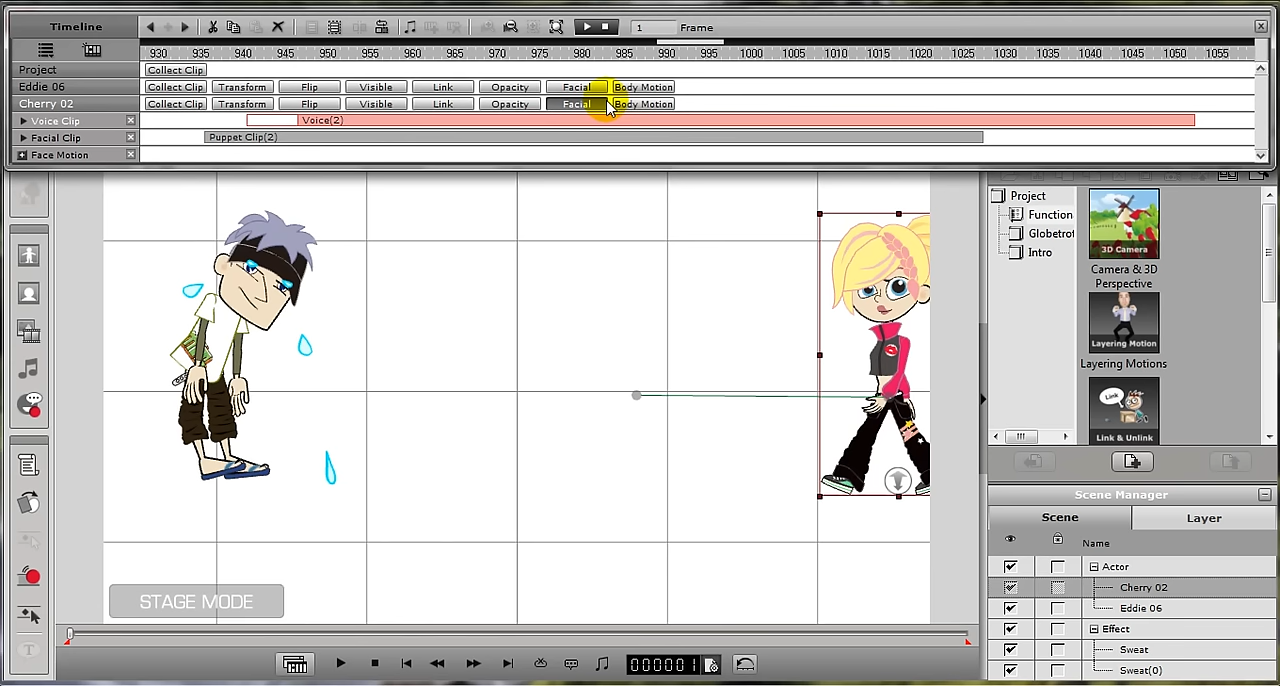 Timeline
1 Frame
930 935 940 945 950 955 960 965 970 975 980 985 990 995 1000 1005 1010 1015 1020 1025 1030 1035 1040 1045 1050 1055
Project Collect Clip
Eddie 06 Collect Clip Transform Flip Visible Link Opacity Facial Body Motion
Cherry 02 Collect Clip Transform Flip Visible Link Opacity Facial Body Motion
Voice Clip Voice(2)
Facial Clip Puppet Clip(2)
Face Motion
Project
Function
Globetrot
Intro
3D Camera
Camera & 3D
Perspective
Layering Motion
Layering Motions
Link
Link & Unlink
Scene Manager
Scene Layer
Name
Actor
Cherry 02
Eddie 06
Effect
Sweat
Sweat(0)
STAGE MODE
000001
T